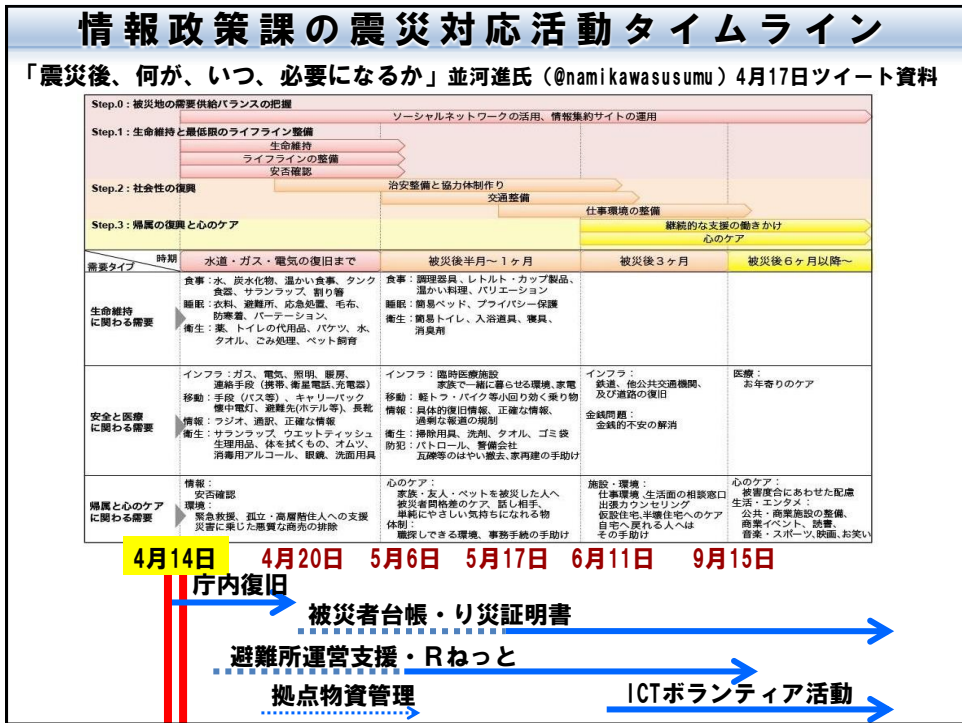 情報政策課の震災対応活動タイムライン
「震災後、何が、いつ、必要になるか」並河進氏（@namikawasusumu）4月17日ツイート資料
Step.0：被災地の需要供給バランスの把握
ソーシャルネットワークの活用、情報集約サイトの運用
Step.1：生命維持と最低限のライフライン整備
生命維持
ライフラインの整備
安否確認
Step.2：社会性の復興
治安整備と協力体制作り
交通整備
仕事環境の整備
Step.3：帰属の復興と心のケア
継続的な支援の働きかけ
心のケア
時期
需要タイプ
水道・ガス・電気の復旧まで
被災後半月～1ヶ月
被災後3ヶ月
被災後6ヶ月以降～
生命維持
に関わる需要
食事：水、炭水化物、温かい食事、タンク
食器、サランラップ、割り箸
睡眠：衣料、避難所、応急処置、毛布、
防寒着、パーテーション、
衛生：薬、トイレの代用品、バケツ、水、
タオル、ごみ処理、ペット飼育
食事：調理器具、レトルト・カップ製品、
温かい料理、バリエーション
睡眠：簡易ベッド、プライバシー保護
衛生：簡易トイレ、入浴道具、寝具、
消臭剤
安全と医療
に関わる需要
インフラ：ガス、電気、照明、暖房、
連絡手段（携帯、衛星電話、充電器）
移動：手段（バス等）、キャリーバック
懐中電灯、避難先(ホテル等)、長靴
情報：ラジオ、通訳、正確な情報
衛生：サランラップ、ウエットティッシュ
生理用品、体を拭くもの、オムツ、
消毒用アルコール、眼鏡、洗面用具
インフラ：臨時医療施設
家族で一緒に暮らせる環境、家電
移動：軽トラ・バイク等小回り効く乗り物
情報：具体的復旧情報、正確な情報、
過剰な報道の規制
衛生：掃除用具、洗剤、タオル、ゴミ袋
防犯：パトロール、警備会社
瓦礫等のはやい撤去、家再建の手助け
インフラ：
鉄道、他公共交通機関、
及び道路の復旧
金銭問題：
金銭的不安の解消
医療：
お年寄りのケア
帰属と心のケア
に関わる需要
情報：
安否確認
環境：
緊急救援、孤立・高層階住人への支援
災害に乗じた悪質な商売の排除
心のケア：
家族・友人・ペットを被災した人へ
被災者間格差のケア、話し相手、
単純にやさしい気持ちになれる物
体制：
職探しできる環境、事務手続の手助け
施設・環境：
仕事環境、生活面の相談窓口
出張カウンセリング
仮設住宅、半壊住宅へのケア
自宅へ戻れる人へは
その手助け
心のケア：
被害度合にあわせた配慮
生活・エンタメ：
公共・商業施設の整備、
商業イベント、読書、
音楽・スポーツ、映画、お笑い
4月14日 4月20日 5月6日 5月17日 6月11日 9月15日
庁内復旧
被災者台帳・り災証明書
避難所運営支援・Rねっと
拠点物資管理
ICTボランティア活動